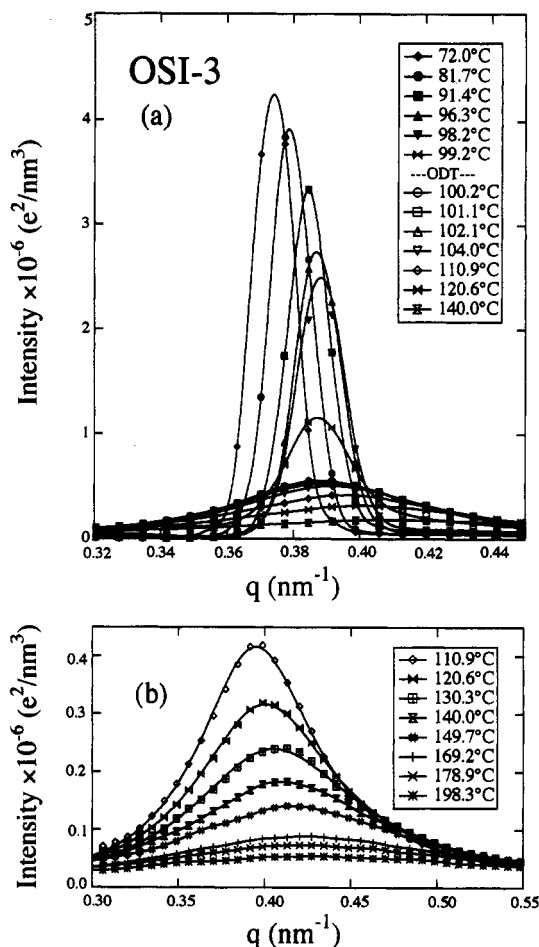 OSI-3
(a)
5
4
3
2
1
0
Intensity ×10⁻⁶ (e²/nm³)
72.0°C
81.7°C
91.4°C
96.3°C
98.2°C
99.2°C
---ODT---
100.2°C
101.1°C
102.1°C
104.0°C
110.9°C
120.6°C
140.0°C
0.32 0.34 0.36 0.38 0.40 0.42 0.44
q (nm⁻¹)
(b)
0.4
0.3
0.2
0.1
0.0
Intensity ×10⁻⁶ (e²/nm³)
110.9°C
120.6°C
130.3°C
140.0°C
149.7°C
169.2°C
178.9°C
198.3°C
0.30 0.35 0.40 0.45 0.50 0.55
q (nm⁻¹)